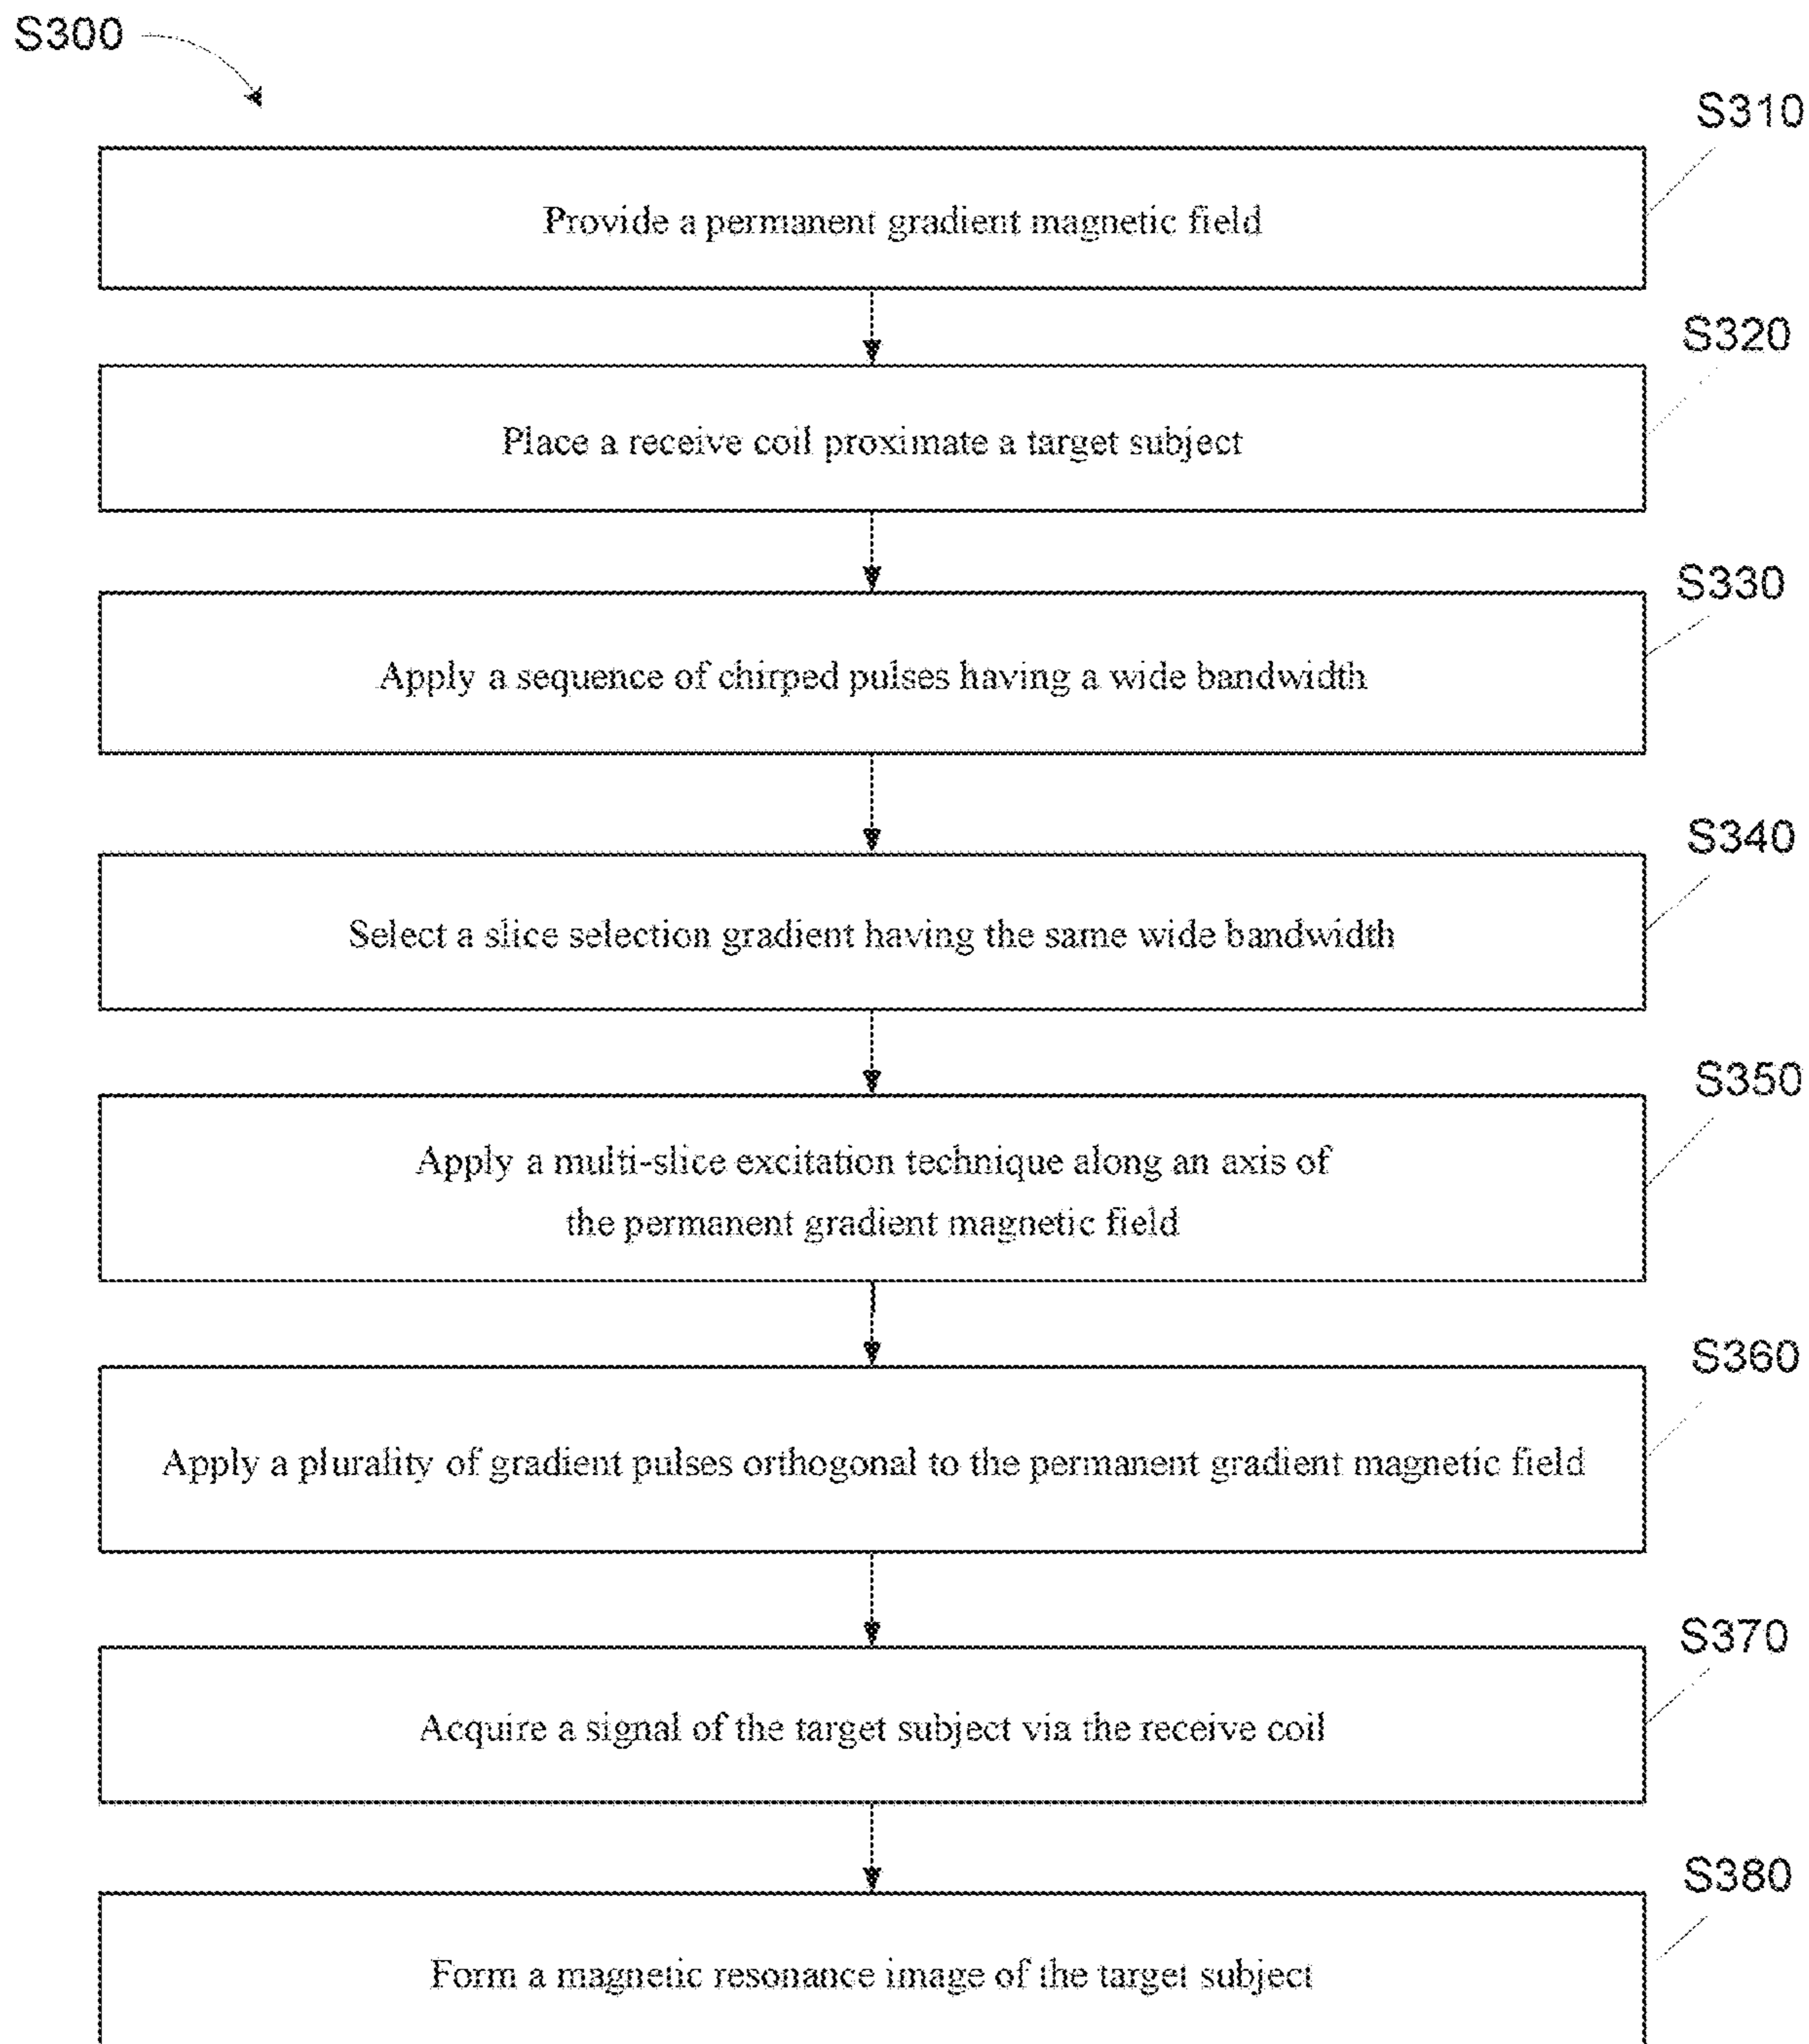 S300
S310
Provide a permanent gradient magnetic field
S320
Place a receive coil proximate a target subject
S330
Apply a sequence of chirped pulses having a wide bandwidth
S340
Select a slice selection gradient having the same wide bandwidth
S350
Apply a multi-slice excitation technique along an axis of
the permanent gradient magnetic field
S360
Apply a plurality of gradient pulses orthogonal to the permanent gradient magnetic field
S370
Acquire a signal of the target subject via the receive coil
S380
Form a magnetic resonance image of the target subject